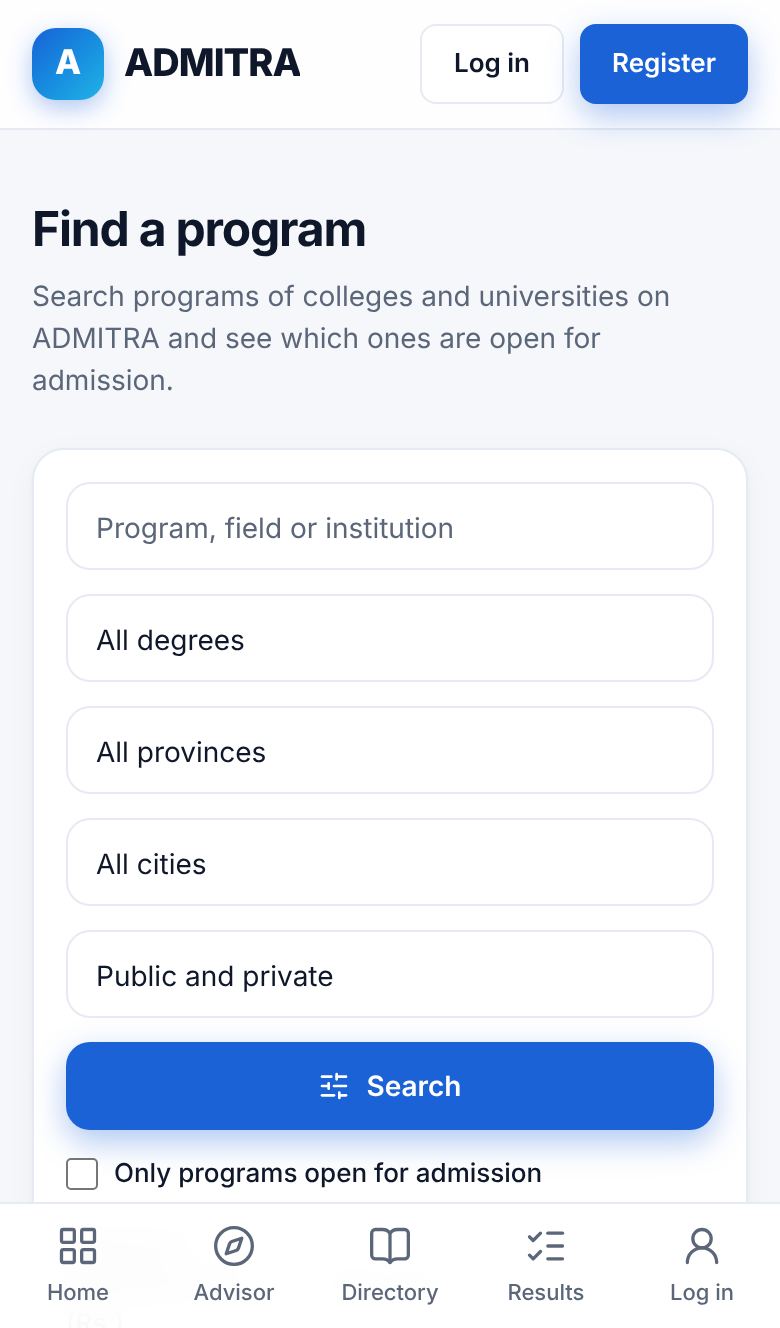 A ADMITRA
Log in
Register
Find a program
Search programs of colleges and universities on
ADMITRA and see which ones are open for
admission.
Program, field or institution
All degrees
All provinces
All cities
Public and private
Search
Only programs open for admission
Home
Advisor
Directory
Results
Log in
(Rs.)